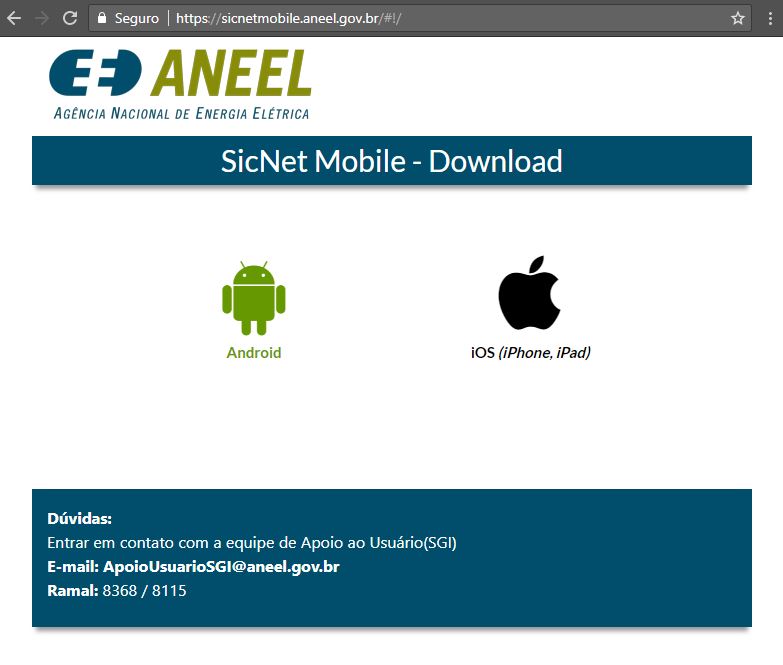 Seguro | https://sicnetmobile.aneel.gov.br/#!/
ANEEL
AGÊNCIA NACIONAL DE ENERGIA ELÉTRICA
SicNet Mobile - Download
Android
iOS (iPhone, iPad)
Dúvidas:
Entrar em contato com a equipe de Apoio ao Usuário(SGI)
E-mail: ApoioUsuarioSGI@aneel.gov.br
Ramal: 8368 / 8115